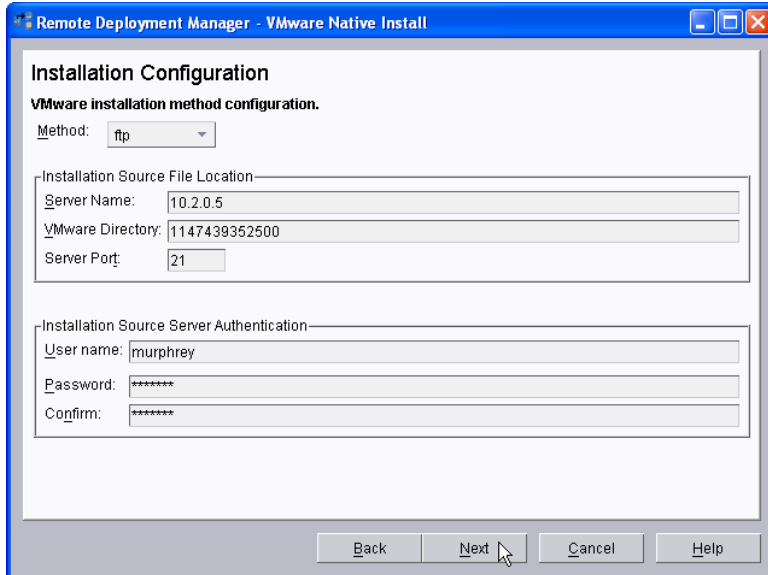 Remote Deployment Manager - VMware Native Install
Installation Configuration
VMware installation method configuration.
Method: ftp
Installation Source File Location
Server Name: 10.2.0.5
VMware Directory: 1147439352500
Server Port: 21
Installation Source Server Authentication
User name: murphrey
Password: *******
Confirm: *******
Back Next Cancel Help